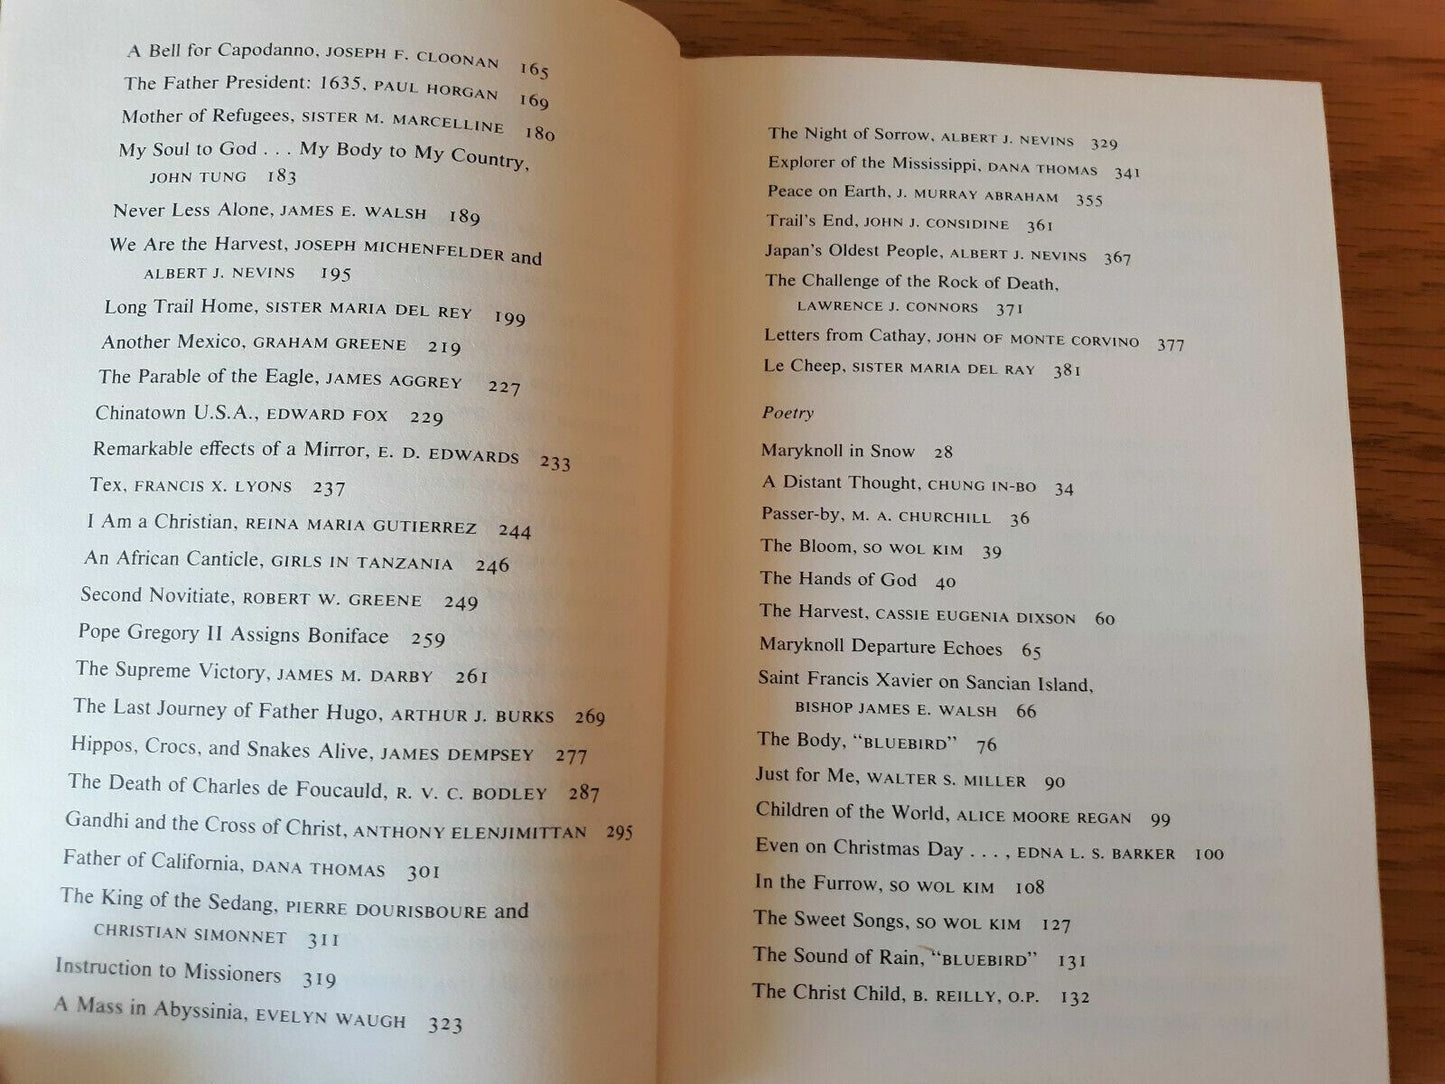 A Bell for Capodanno, JOSEPH F. CLOONAN 165
The Father President: 1635, PAUL HORGAN 169
Mother of Refugees, SISTER M. MARCELLINE 180
My Soul to God . . . My Body to My Country,
JOHN TUNG 183
Never Less Alone, JAMES E. WALSH 189
We Are the Harvest, JOSEPH MICHENFELDER and
ALBERT J. NEVINS 195
Long Trail Home, SISTER MARIA DEL REY 199
Another Mexico, GRAHAM GREENE 219
The Parable of the Eagle, JAMES AGGREY 227
Chinatown U.S.A., EDWARD FOX 229
Remarkable effects of a Mirror, E. D. EDWARDS 233
Tex, FRANCIS X. LYONS 237
I Am a Christian, REINA MARIA GUTIERREZ 244
An African Canticle, GIRLS IN TANZANIA 246
Second Novitiate, ROBERT W. GREENE 249
Pope Gregory II Assigns Boniface 259
The Supreme Victory, JAMES M. DARBY 261
The Last Journey of Father Hugo, ARTHUR J. BURKS 269
Hippos, Crocs, and Snakes Alive, JAMES DEMPSEY 277
The Death of Charles de Foucauld, R. V. C. BODLEY 287
Gandhi and the Cross of Christ, ANTHONY ELENJIMITTAN 295
Father of California, DANA THOMAS 301
The King of the Sedang, PIERRE DOURISBOURE and
CHRISTIAN SIMONNET 311
Instruction to Missioners 319
A Mass in Abyssinia, EVELYN WAUGH 323
The Night of Sorrow, ALBERT J. NEVINS 329
Explorer of the Mississippi, DANA THOMAS 341
Peace on Earth, J. MURRAY ABRAHAM 355
Trail's End, JOHN J. CONSIDINE 361
Japan's Oldest People, ALBERT J. NEVINS 367
The Challenge of the Rock of Death,
LAWRENCE J. CONNORS 371
Letters from Cathay, JOHN OF MONTE CORVINO 377
Le Cheep, SISTER MARIA DEL RAY 381
Poetry
Maryknoll in Snow 28
A Distant Thought, CHUNG IN-BO 34
Passer-by, M. A. CHURCHILL 36
The Bloom, SO WOL KIM 39
The Hands of God 40
The Harvest, CASSIE EUGENIA DIXSON 60
Maryknoll Departure Echoes 65
Saint Francis Xavier on Sancian Island,
BISHOP JAMES E. WALSH 66
The Body, "BLUEBIRD" 76
Just for Me, WALTER S. MILLER 90
Children of the World, ALICE MOORE REGAN 99
Even on Christmas Day . . . , EDNA L. S. BARKER 100
In the Furrow, SO WOL KIM 108
The Sweet Songs, SO WOL KIM 127
The Sound of Rain, "BLUEBIRD" 131
The Christ Child, B. REILLY, O.P. 132